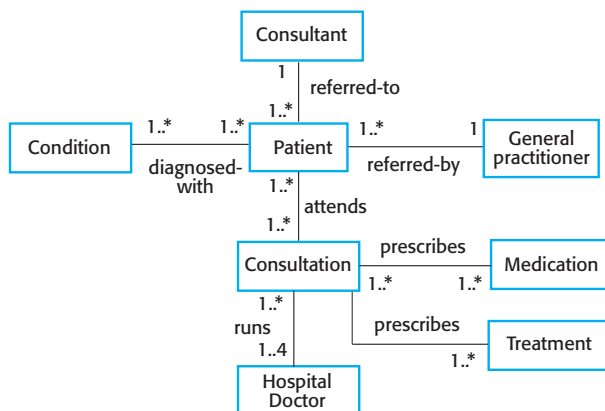 Consultant
1
referred-to
1..*
1..*
1..*
1..*
1
Condition
Patient
General
practitioner
diagnosed-
with
referred-by
1..*
attends
1..*
prescribes
Consultation
Medication
1..*
1..*
1..*
runs
prescribes
1..4
1..*
Treatment
Hospital
Doctor